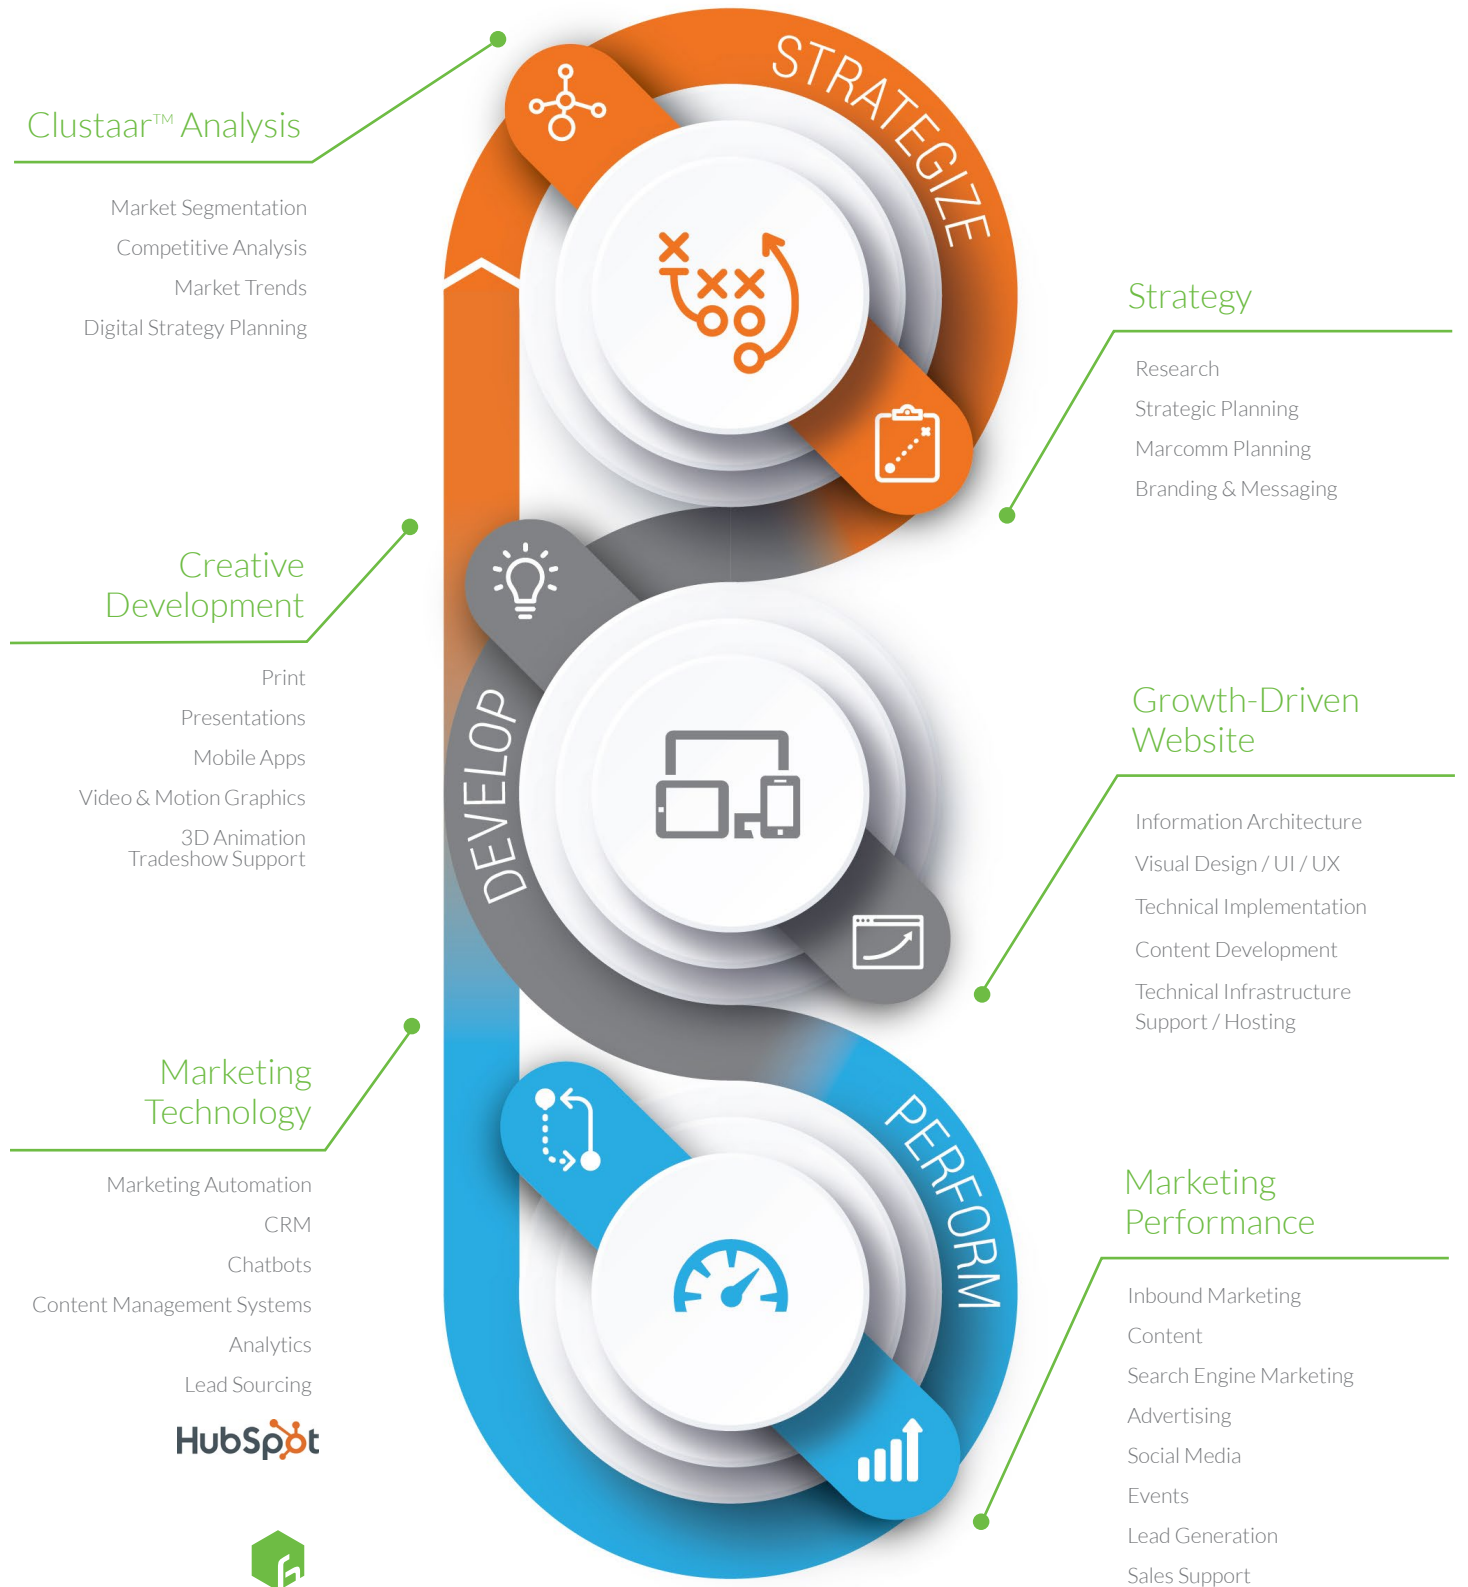 STRATEGIZE
Clustaar™ Analysis
Market Segmentation
Competitive Analysis
Market Trends
Digital Strategy Planning
Strategy
Research
Strategic Planning
Marcomm Planning
Branding & Messaging
Creative
Development
Print
Presentations
Mobile Apps
Video & Motion Graphics
3D Animation
Tradeshow Support
DEVELOP
Growth-Driven
Website
Information Architecture
Visual Design / UI / UX
Technical Implementation
Content Development
Technical Infrastructure
Support / Hosting
Marketing
Technology
Marketing Automation
CRM
Chatbots
Content Management Systems
Analytics
Lead Sourcing
HubSpot
PERFORM
Marketing
Performance
Inbound Marketing
Content
Search Engine Marketing
Advertising
Social Media
Events
Lead Generation
Sales Support